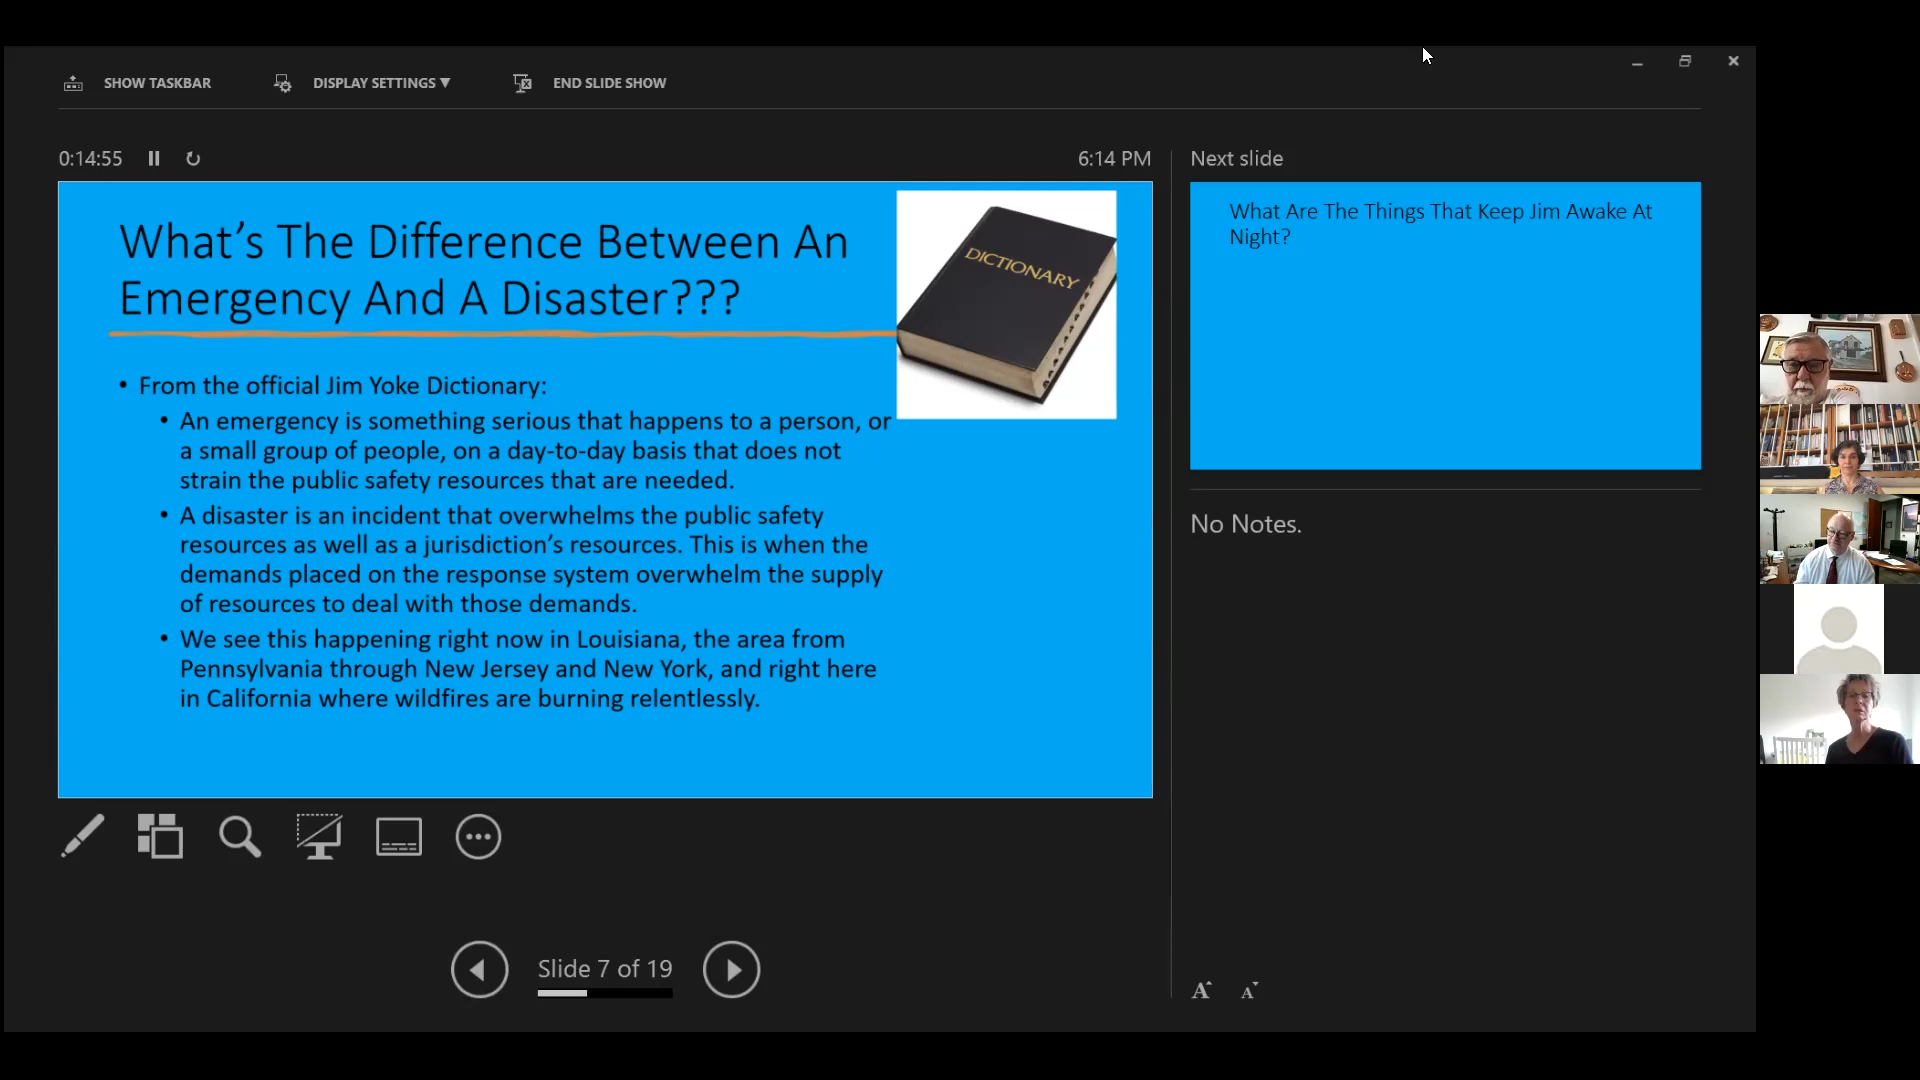 SHOW TASKBAR
DISPLAY SETTINGS ▼
END SLIDE SHOW
0:14:55
6:14 PM
What’s The Difference Between An
Emergency And A Disaster???
DICTIONARY
• From the official Jim Yoke Dictionary:
• An emergency is something serious that happens to a person, or
a small group of people, on a day-to-day basis that does not
strain the public safety resources that are needed.
• A disaster is an incident that overwhelms the public safety
resources as well as a jurisdiction’s resources. This is when the
demands placed on the response system overwhelm the supply
of resources to deal with those demands.
• We see this happening right now in Louisiana, the area from
Pennsylvania through New Jersey and New York, and right here
in California where wildfires are burning relentlessly.
Slide 7 of 19
Next slide
What Are The Things That Keep Jim Awake At
Night?
No Notes.
A A